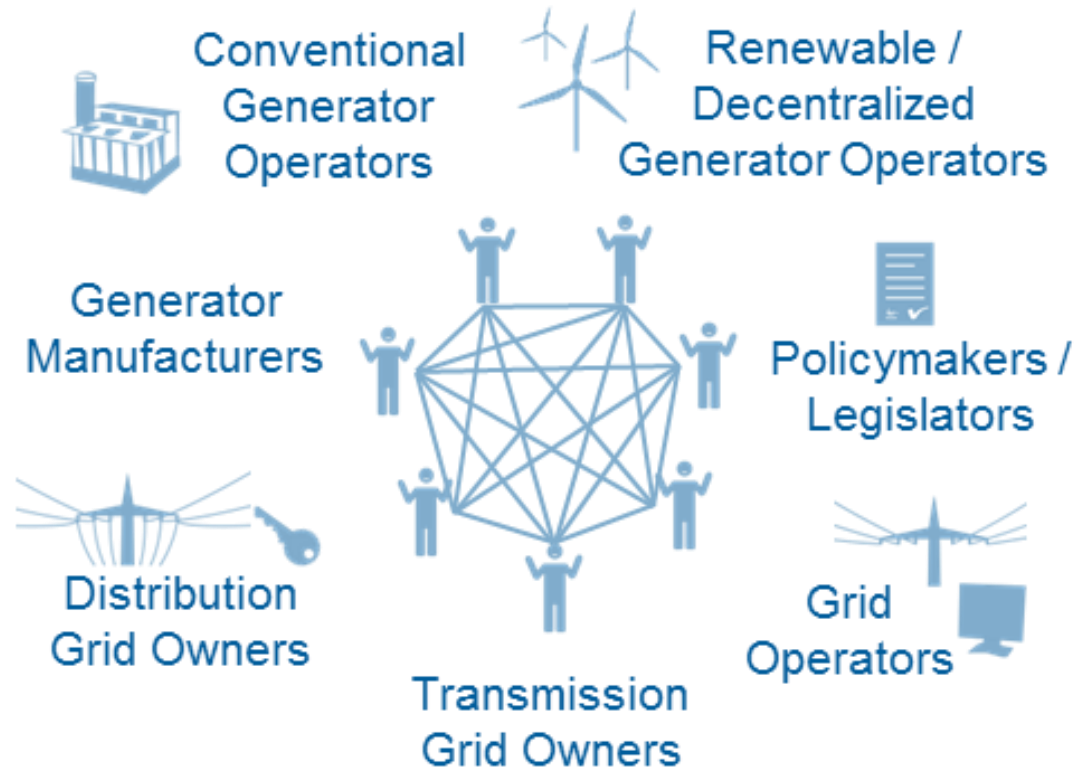 Conventional
Generator
Operators
Renewable /
Decentralized
Generator Operators
Generator
Manufacturers
Policymakers /
Legislators
Distribution
Grid Owners
Grid
Operators
Transmission
Grid Owners